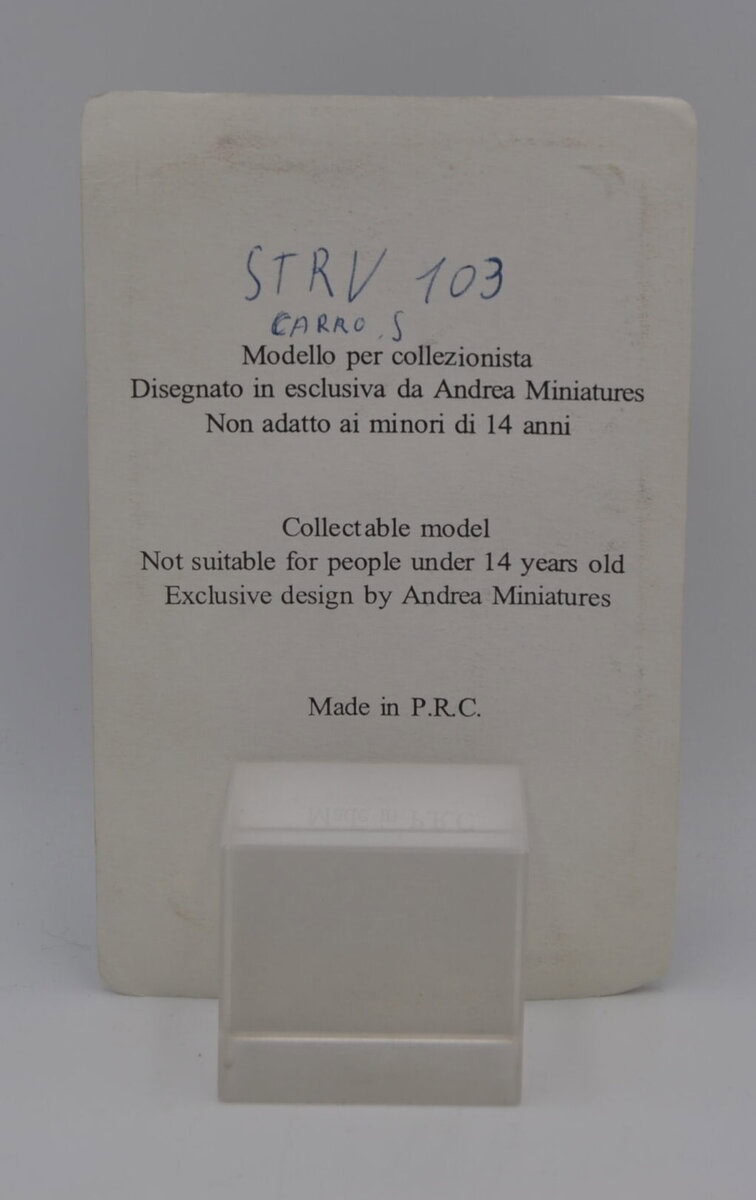 STRV 103
CARRO S
Modello per collezionista
Disegnato in esclusiva da Andrea Miniatures
Non adatto ai minori di 14 anni
Collectable model
Not suitable for people under 14 years old
Exclusive design by Andrea Miniatures
Made in P.R.C.